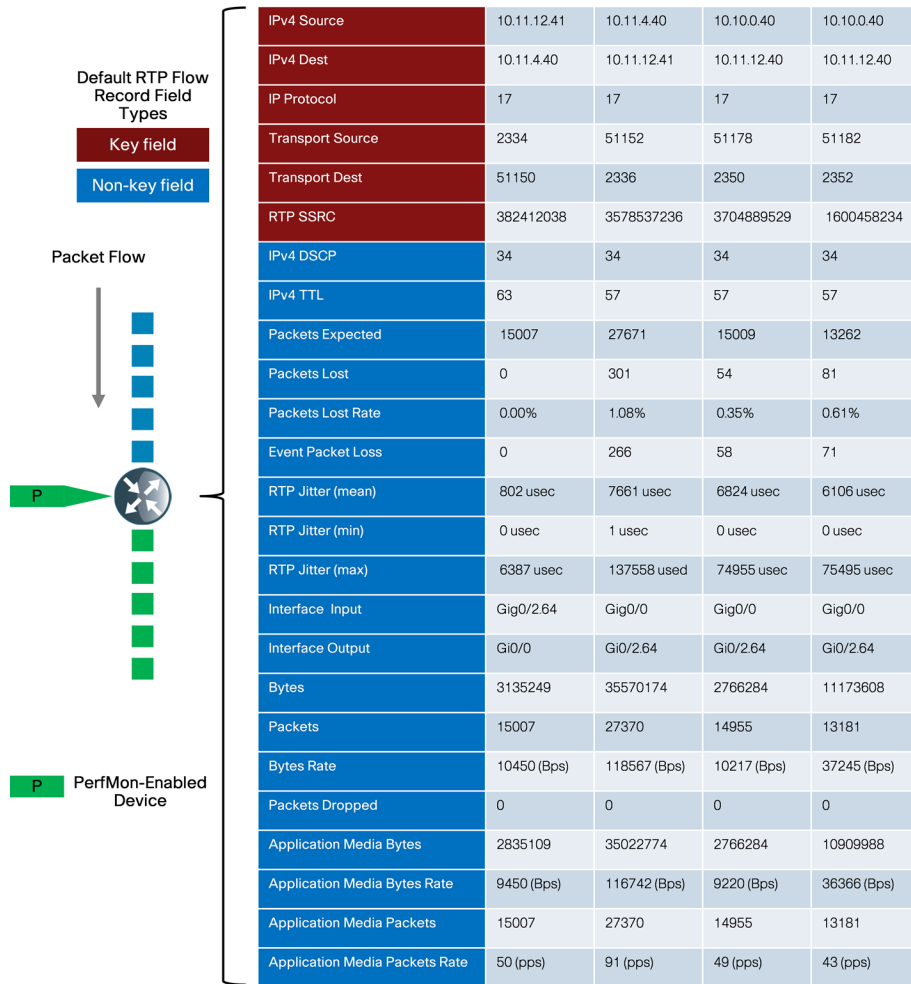 Default RTP Flow
Record Field
Types
Key field
Non-key field
Packet Flow
P
P
PerfMon-Enabled
Device
IPv4 Source 10.11.12.41 10.11.4.40 10.10.0.40 10.10.0.40
IPv4 Dest 10.11.4.40 10.11.12.41 10.11.12.40 10.11.12.40
IP Protocol 17 17 17 17
Transport Source 2334 51152 51178 51182
Transport Dest 51150 2336 2350 2352
RTP SSRC 382412038 3578537236 3704889529 1600458234
IPv4 DSCP 34 34 34 34
IPv4 TTL 63 57 57 57
Packets Expected 15007 27671 15009 13262
Packets Lost 0 301 54 81
Packets Lost Rate 0.00% 1.08% 0.35% 0.61%
Event Packet Loss 0 266 58 71
RTP Jitter (mean) 802 usec 7661 usec 6824 usec 6106 usec
RTP Jitter (min) 0 usec 1 usec 0 usec 0 usec
RTP Jitter (max) 6387 usec 137558 used 74955 usec 75495 usec
Interface Input Gig0/2.64 Gig0/0 Gig0/0 Gig0/0
Interface Output Gi0/0 Gi0/2.64 Gi0/2.64 Gi0/2.64
Bytes 3135249 35570174 2766284 11173608
Packets 15007 27370 14955 13181
Bytes Rate 10450 (Bps) 118567 (Bps) 10217 (Bps) 37245 (Bps)
Packets Dropped 0 0 0 0
Application Media Bytes 2835109 35022774 2766284 10909988
Application Media Bytes Rate 9450 (Bps) 116742 (Bps) 9220 (Bps) 36366 (Bps)
Application Media Packets 15007 27370 14955 13181
Application Media Packets Rate 50 (pps) 91 (pps) 49 (pps) 43 (pps)